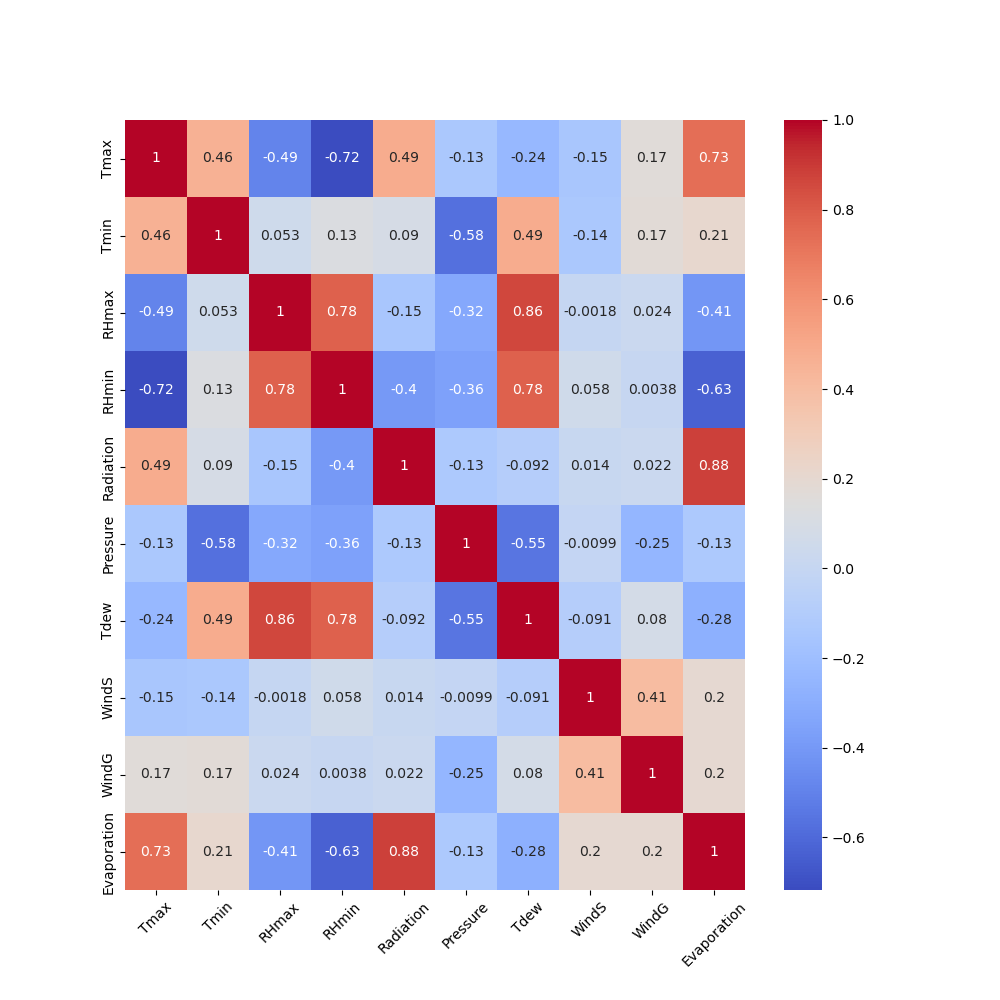 Tmax 1 0.46 -0.49 -0.72 0.49 -0.13 -0.24 -0.15 0.17 0.73
Tmin 0.46 1 0.053 0.13 0.09 -0.58 0.49 -0.14 0.17 0.21
RHmax -0.49 0.053 1 0.78 -0.15 -0.32 0.86 -0.0018 0.024 -0.41
RHmin -0.72 0.13 0.78 1 -0.4 -0.36 0.78 0.058 0.0038 -0.63
Radiation 0.49 0.09 -0.15 -0.4 1 -0.13 -0.092 0.014 0.022 0.88
Pressure -0.13 -0.58 -0.32 -0.36 -0.13 1 -0.55 -0.0099 -0.25 -0.13
Tdew -0.24 0.49 0.86 0.78 -0.092 -0.55 1 -0.091 0.08 -0.28
WindS -0.15 -0.14 -0.0018 0.058 0.014 -0.0099 -0.091 1 0.41 0.2
WindG 0.17 0.17 0.024 0.0038 0.022 -0.25 0.08 0.41 1 0.2
Evaporation 0.73 0.21 -0.41 -0.63 0.88 -0.13 -0.28 0.2 0.2 1
Tmax Tmin RHmax RHmin Radiation Pressure Tdew WindS WindG Evaporation
1.0
0.8
0.6
0.4
0.2
0.0
−0.2
−0.4
−0.6